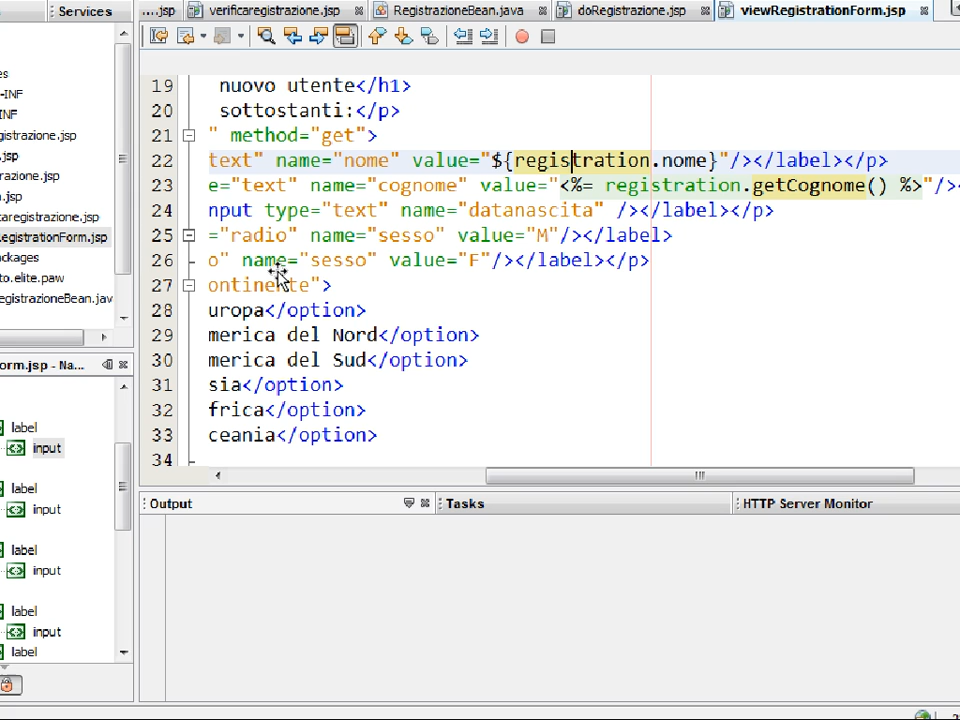 Services
....jsp
verificaregistrazione.jsp
RegistrazioneBean.java
doRegistrazione.jsp
viewRegistrationForm.jsp
es
-INF
NF
gistrazione.jsp
.jsp
razione.jsp
a.jsp
caregistrazione.jsp
egistrationForm.jsp
ackages
to.elite.paw
egistrazioneBean.java
19 nuovo utente</h1>
20 sottostanti:</p>
21 " method="get">
22 text" name="nome" value="${registration.nome}"/></label></p>
23 e="text" name="cognome" value="<%= registration.getCognome() %>"/><
24 nput type="text" name="datanascita" /></label></p>
25 ="radio" name="sesso" value="M"/></label>
26 o" name="sesso" value="F"/></label></p>
27 ontinente">
28 uropa</option>
29 merica del Nord</option>
30 merica del Sud</option>
31 sia</option>
32 frica</option>
33 ceania</option>
34
orm.jsp - Na...
label
input
label
input
label
input
label
input
label
Output
Tasks
HTTP Server Monitor